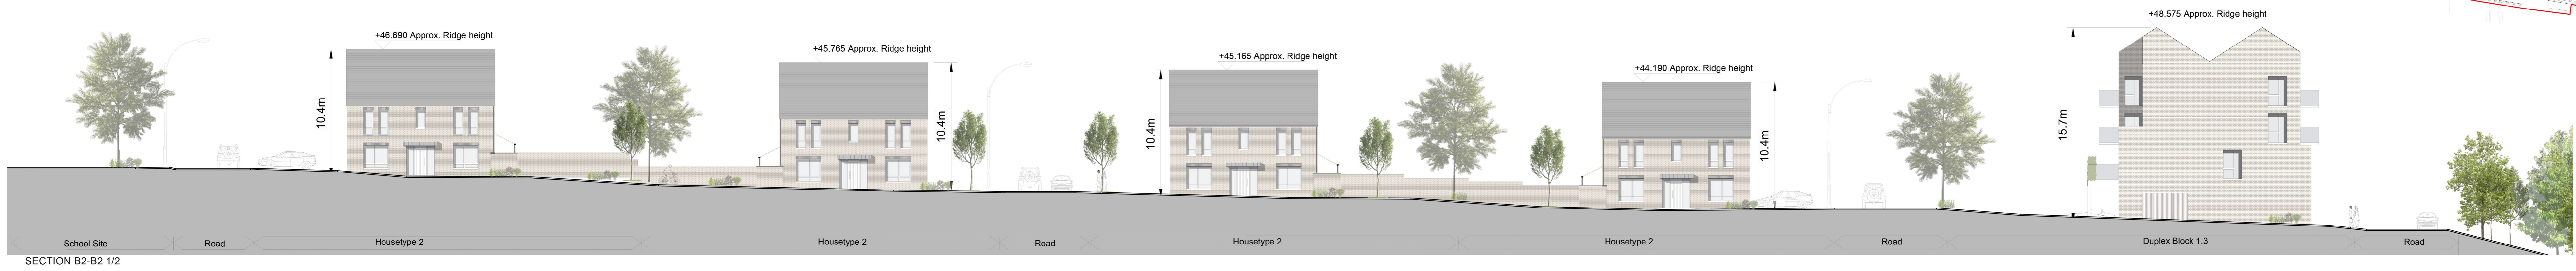 +46.690 Approx. Ridge height
+45.765 Approx. Ridge height
+45.165 Approx. Ridge height
+44.190 Approx. Ridge height
+48.575 Approx. Ridge height
10.4m
10.4m
10.4m
10.4m
15.7m
School Site
Road
Housetype 2
Housetype 2
Road
Housetype 2
Housetype 2
Road
Duplex Block 1.3
Road
SECTION B2-B2 1/2